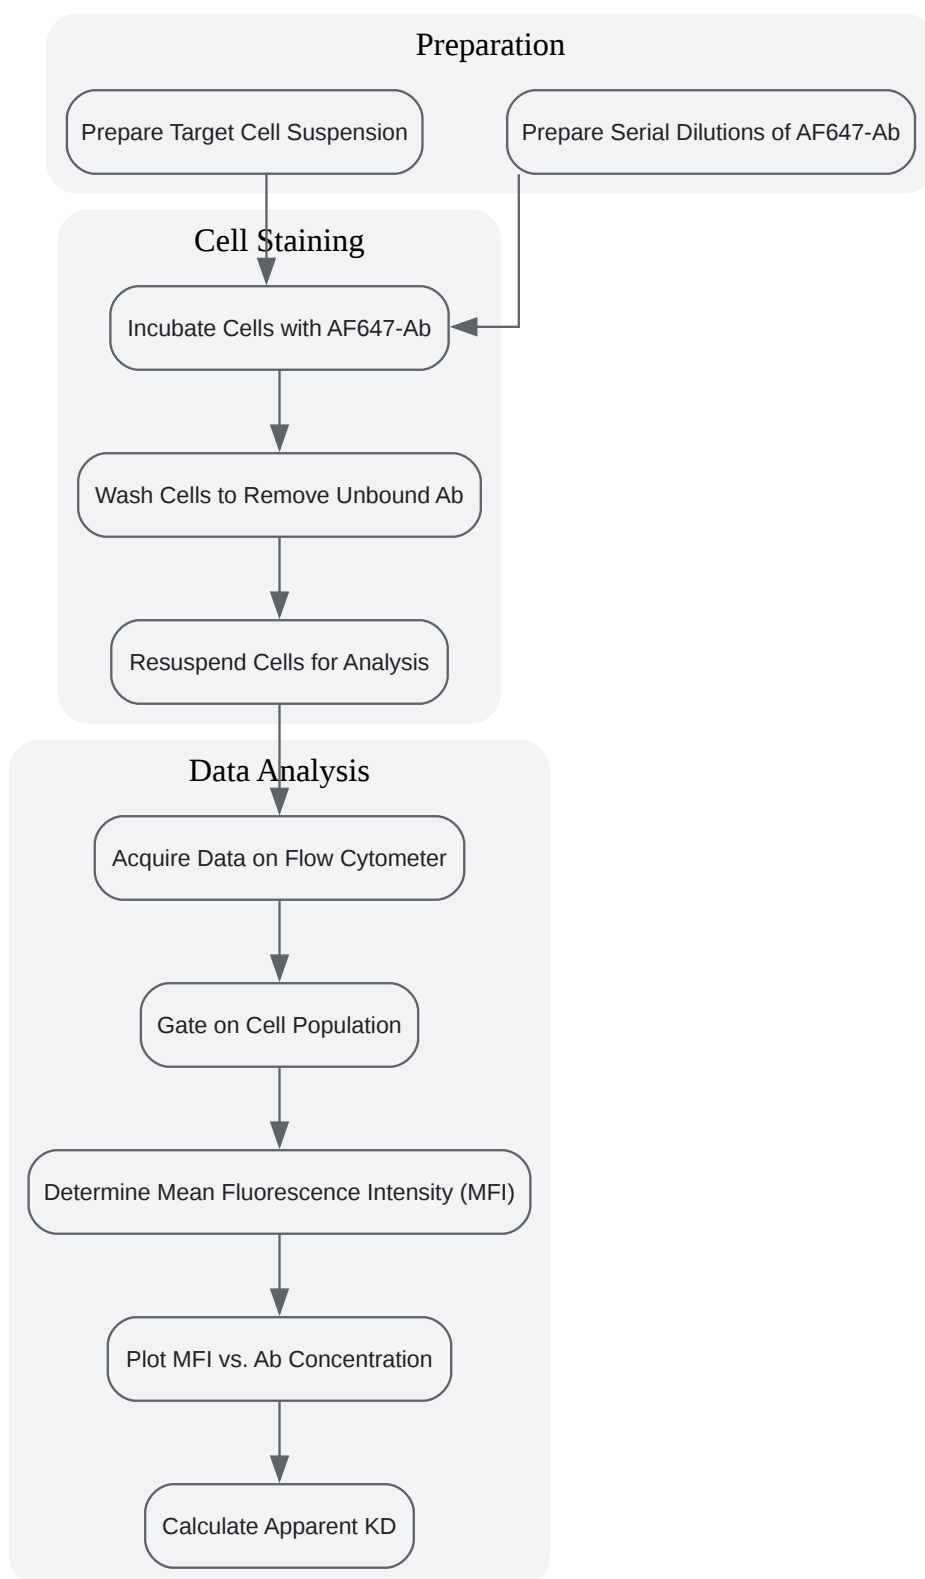 Preparation
Prepare Target Cell Suspension
Prepare Serial Dilutions of AF647-Ab
Cell Staining
Incubate Cells with AF647-Ab
Wash Cells to Remove Unbound Ab
Resuspend Cells for Analysis
Data Analysis
Acquire Data on Flow Cytometer
Gate on Cell Population
Determine Mean Fluorescence Intensity (MFI)
Plot MFI vs. Ab Concentration
Calculate Apparent KD